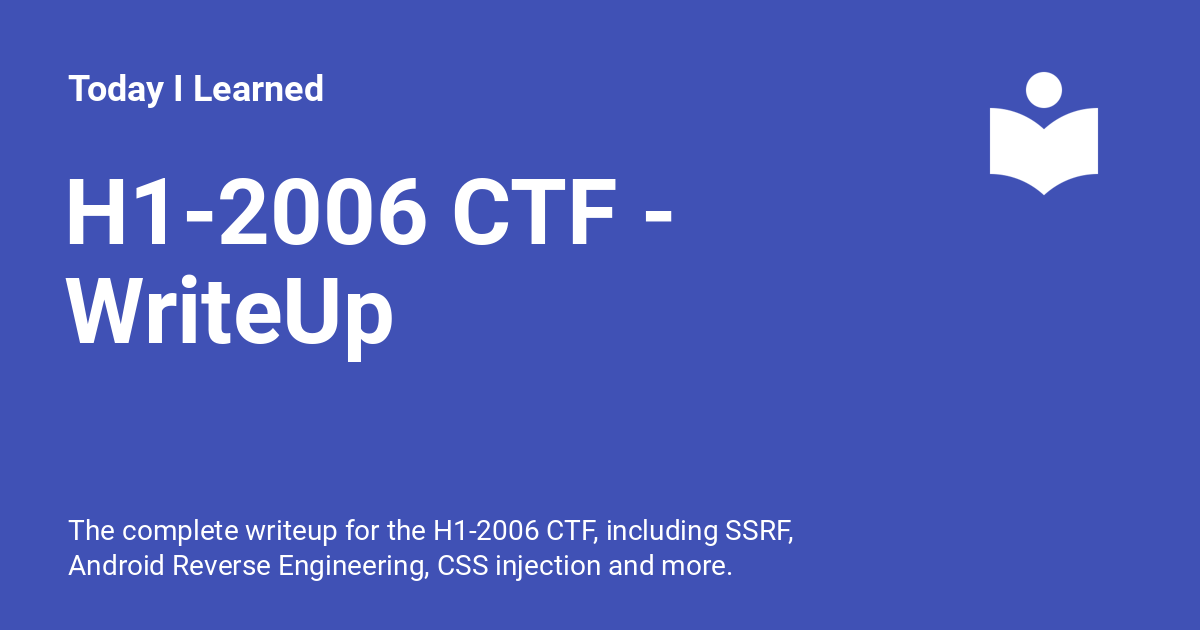 Today I Learned
H1-2006 CTF -
WriteUp
The complete writeup for the H1-2006 CTF, including SSRF,
Android Reverse Engineering, CSS injection and more.